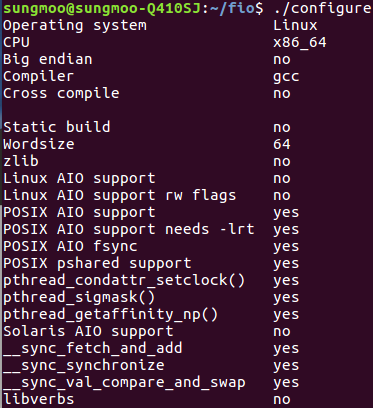 sungmoo@sungmoo-Q410SJ:~/fio$ ./configure
Operating system Linux
CPU x86_64
Big endian no
Compiler gcc
Cross compile no
Static build no
Wordsize 64
zlib no
Linux AIO support no
Linux AIO support rw flags no
POSIX AIO support yes
POSIX AIO support needs -lrt yes
POSIX AIO fsync yes
POSIX pshared support yes
pthread_condattr_setclock() yes
pthread_sigmask() yes
pthread_getaffinity_np() yes
Solaris AIO support no
__sync_fetch_and_add yes
__sync_synchronize yes
__sync_val_compare_and_swap yes
libverbs no